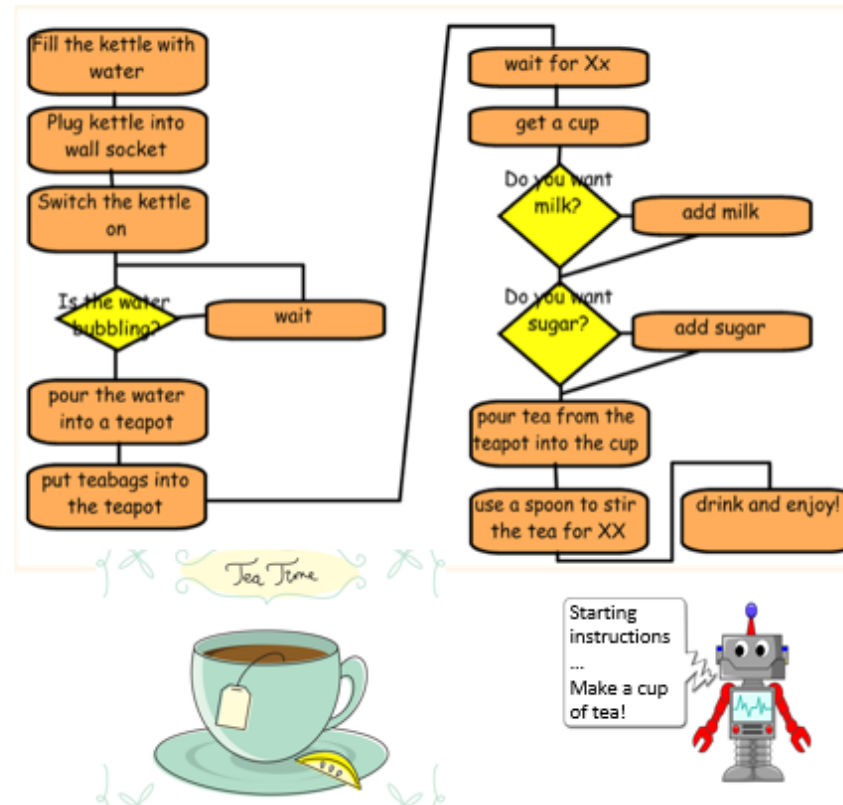 Fill the kettle with
water
Plug kettle into
wall socket
Switch the kettle
on
Is the water
bubbling?
wait
pour the water
into a teapot
put teabags into
the teapot
wait for Xx
get a cup
Do you want
milk?
add milk
Do you want
sugar?
add sugar
pour tea from the
teapot into the cup
use a spoon to stir
the tea for XX
drink and enjoy!
Tea Time
Starting
instructions
...
Make a cup
of tea!